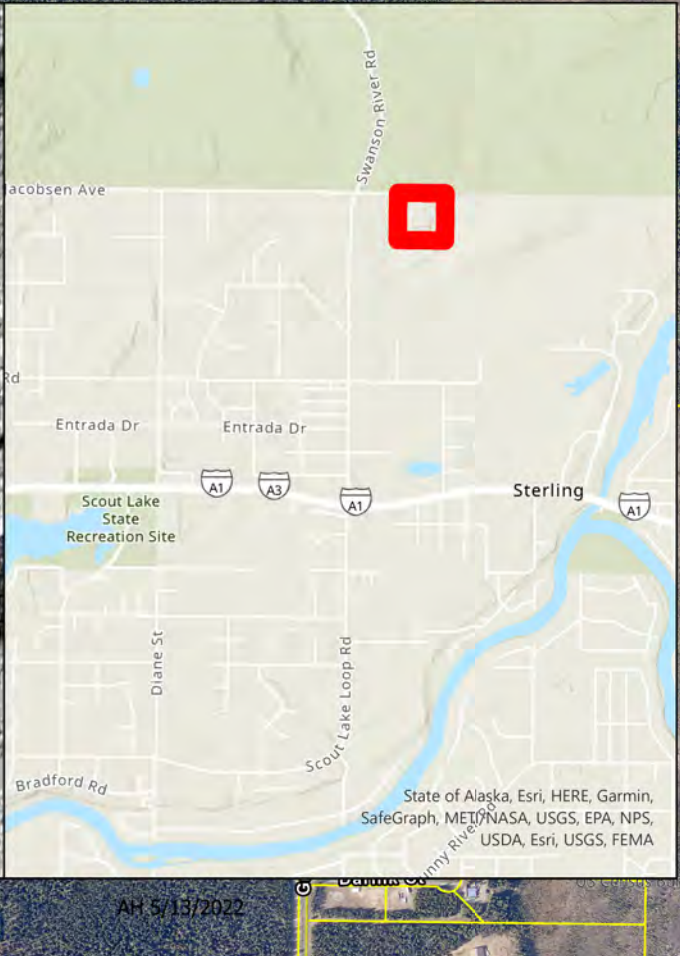 Swanson River Rd
Jacobsen Ave
Rd
Entrada Dr
Entrada Dr
A1
A3
A1
Sterling
A1
Scout Lake
State
Recreation Site
Diane St
Scout Lake Loop Rd
Bradford Rd
State of Alaska, Esri, HERE, Garmin,
SafeGraph, METI/NASA, USGS, EPA, NPS,
USDA, Esri, USGS, FEMA
unny River Rd
AH 5/13/2022